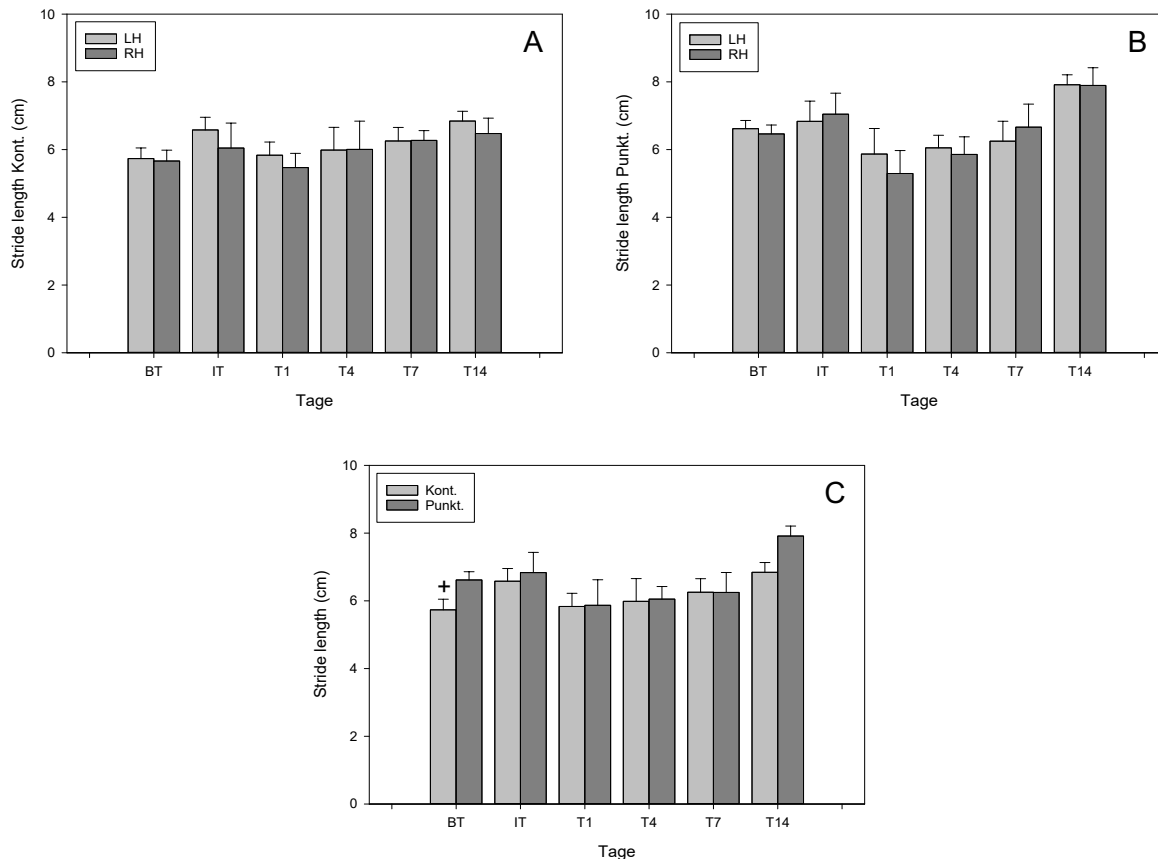 A
LH
RH
Stride length Kont. (cm)
10
8
6
4
2
0
BT IT T1 T4 T7 T14
Tage
B
LH
RH
Stride length Punkt. (cm)
10
8
6
4
2
0
BT IT T1 T4 T7 T14
Tage
C
Kont.
Punkt.
Stride length (cm)
10
8
6
4
2
0
+
BT IT T1 T4 T7 T14
Tage